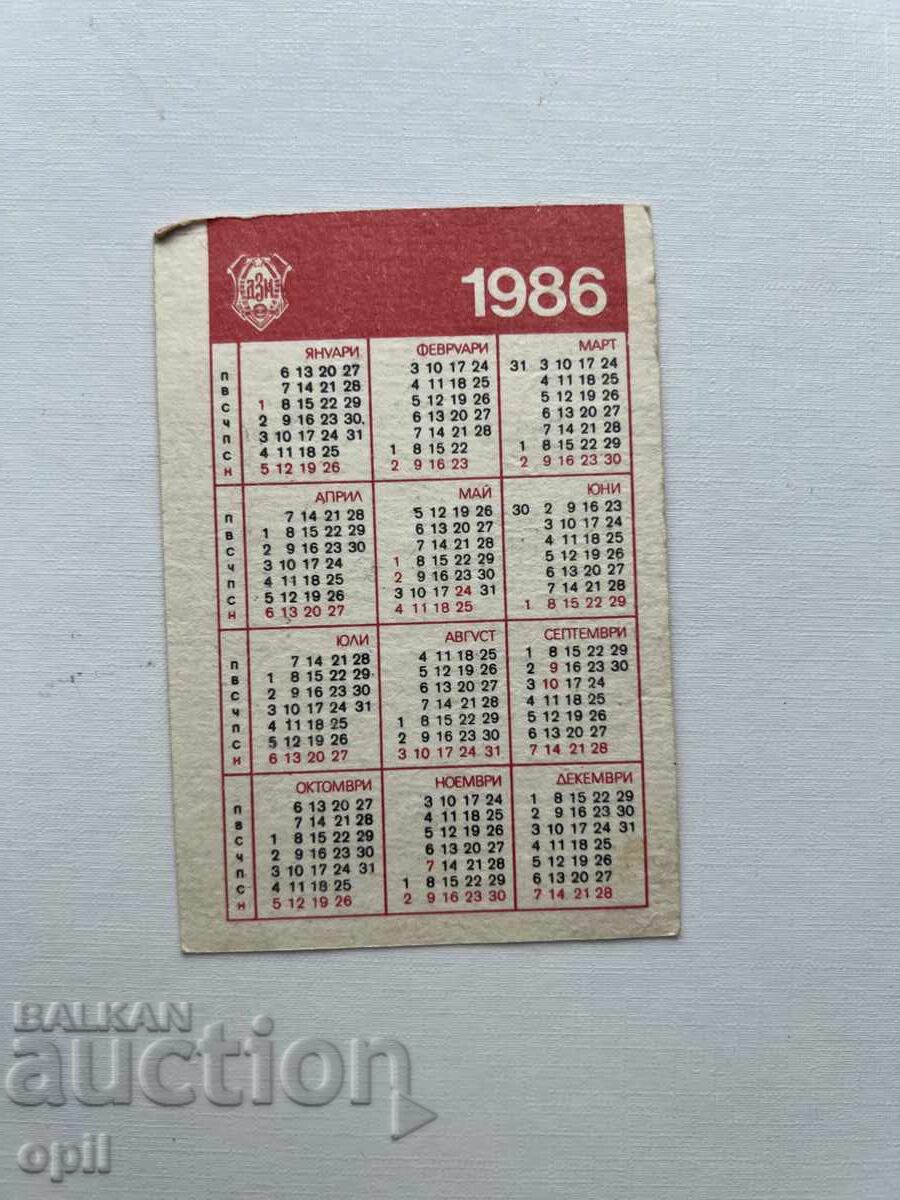 ДЗИ
1986
ЯНУАРИ ФЕВРУАРИ МАРТ
П 6 13 20 27 3 10 17 24 31 3 10 17 24
В 7 14 21 28 4 11 18 25 4 11 18 25
С 1 8 15 22 29 5 12 19 26 5 12 19 26
Ч 2 9 16 23 30 6 13 20 27 6 13 20 27
П 3 10 17 24 31 7 14 21 28 7 14 21 28
С 4 11 18 25 1 8 15 22 1 8 15 22 29
Н 5 12 19 26 2 9 16 23 2 9 16 23 30
АПРИЛ МАЙ ЮНИ
П 7 14 21 28 5 12 19 26 30 2 9 16 23
В 1 8 15 22 29 6 13 20 27 3 10 17 24
С 2 9 16 23 30 7 14 21 28 4 11 18 25
Ч 3 10 17 24 1 8 15 22 29 5 12 19 26
П 4 11 18 25 2 9 16 23 30 6 13 20 27
С 5 12 19 26 3 10 17 24 31 7 14 21 28
Н 6 13 20 27 4 11 18 25 1 8 15 22 29
ЮЛИ АВГУСТ СЕПТЕМВРИ
П 7 14 21 28 4 11 18 25 1 8 15 22 29
В 1 8 15 22 29 5 12 19 26 2 9 16 23 30
С 2 9 16 23 30 6 13 20 27 3 10 17 24
Ч 3 10 17 24 31 7 14 21 28 4 11 18 25
П 4 11 18 25 1 8 15 22 29 5 12 19 26
С 5 12 19 26 2 9 16 23 30 6 13 20 27
Н 6 13 20 27 3 10 17 24 31 7 14 21 28
ОКТОМВРИ НОЕМВРИ ДЕКЕМВРИ
П 6 13 20 27 3 10 17 24 1 8 15 22 29
В 7 14 21 28 4 11 18 25 2 9 16 23 30
С 1 8 15 22 29 5 12 19 26 3 10 17 24 31
Ч 2 9 16 23 30 6 13 20 27 4 11 18 25
П 3 10 17 24 31 7 14 21 28 5 12 19 26
С 4 11 18 25 1 8 15 22 29 6 13 20 27
Н 5 12 19 26 2 9 16 23 30 7 14 21 28
BALKAN
auction
opil